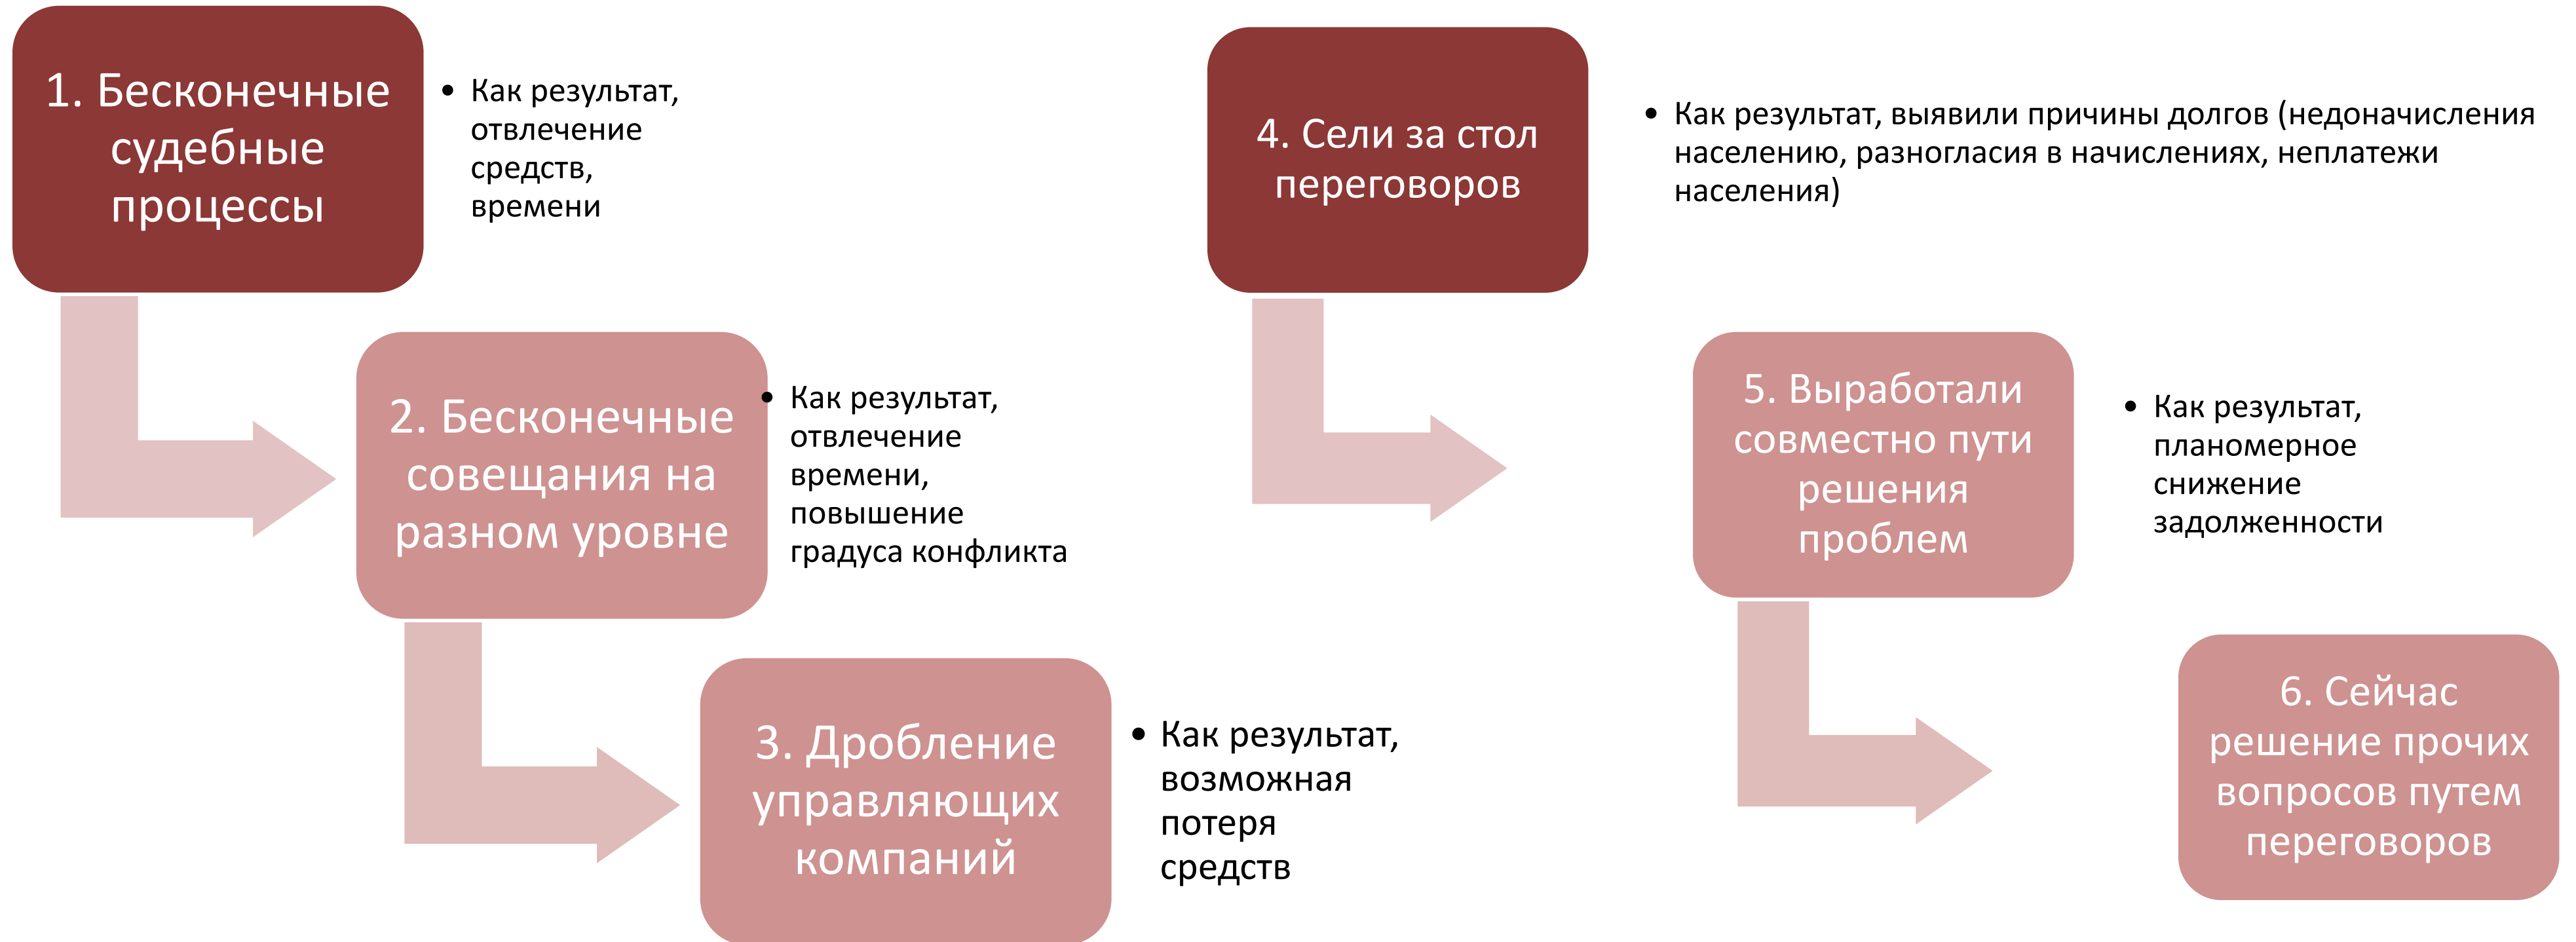 1. Бесконечные
судебные
процессы
• Как результат,
отвлечение
средств,
времени
2. Бесконечные
совещания на
разном уровне
• Как результат,
отвлечение
времени,
повышение
градуса конфликта
3. Дробление
управляющих
компаний
• Как результат,
возможная
потеря
средств
4. Сели за стол
переговоров
• Как результат, выявили причины долгов (недоначисления
населению, разногласия в начислениях, неплатежи
населения)
5. Выработали
совместно пути
решения
проблем
• Как результат,
планомерное
снижение
задолженности
6. Сейчас
решение прочих
вопросов путем
переговоров